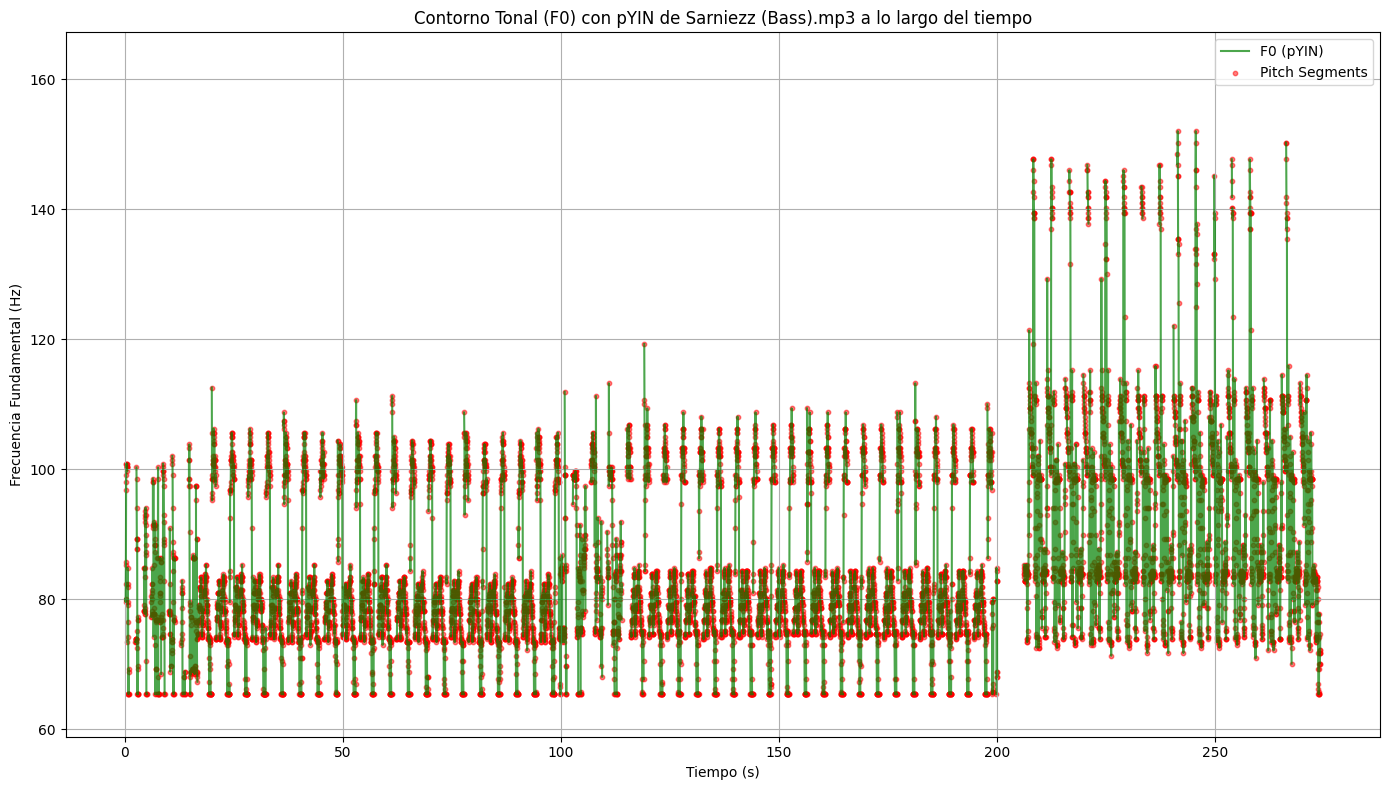 Contorno Tonal (F0) con pYIN de Sarniezz (Bass).mp3 a lo largo del tiempo
F0 (pYIN)
Pitch Segments
Frecuencia Fundamental (Hz)
160
140
120
100
80
60
0
50
100
150
200
250
Tiempo (s)